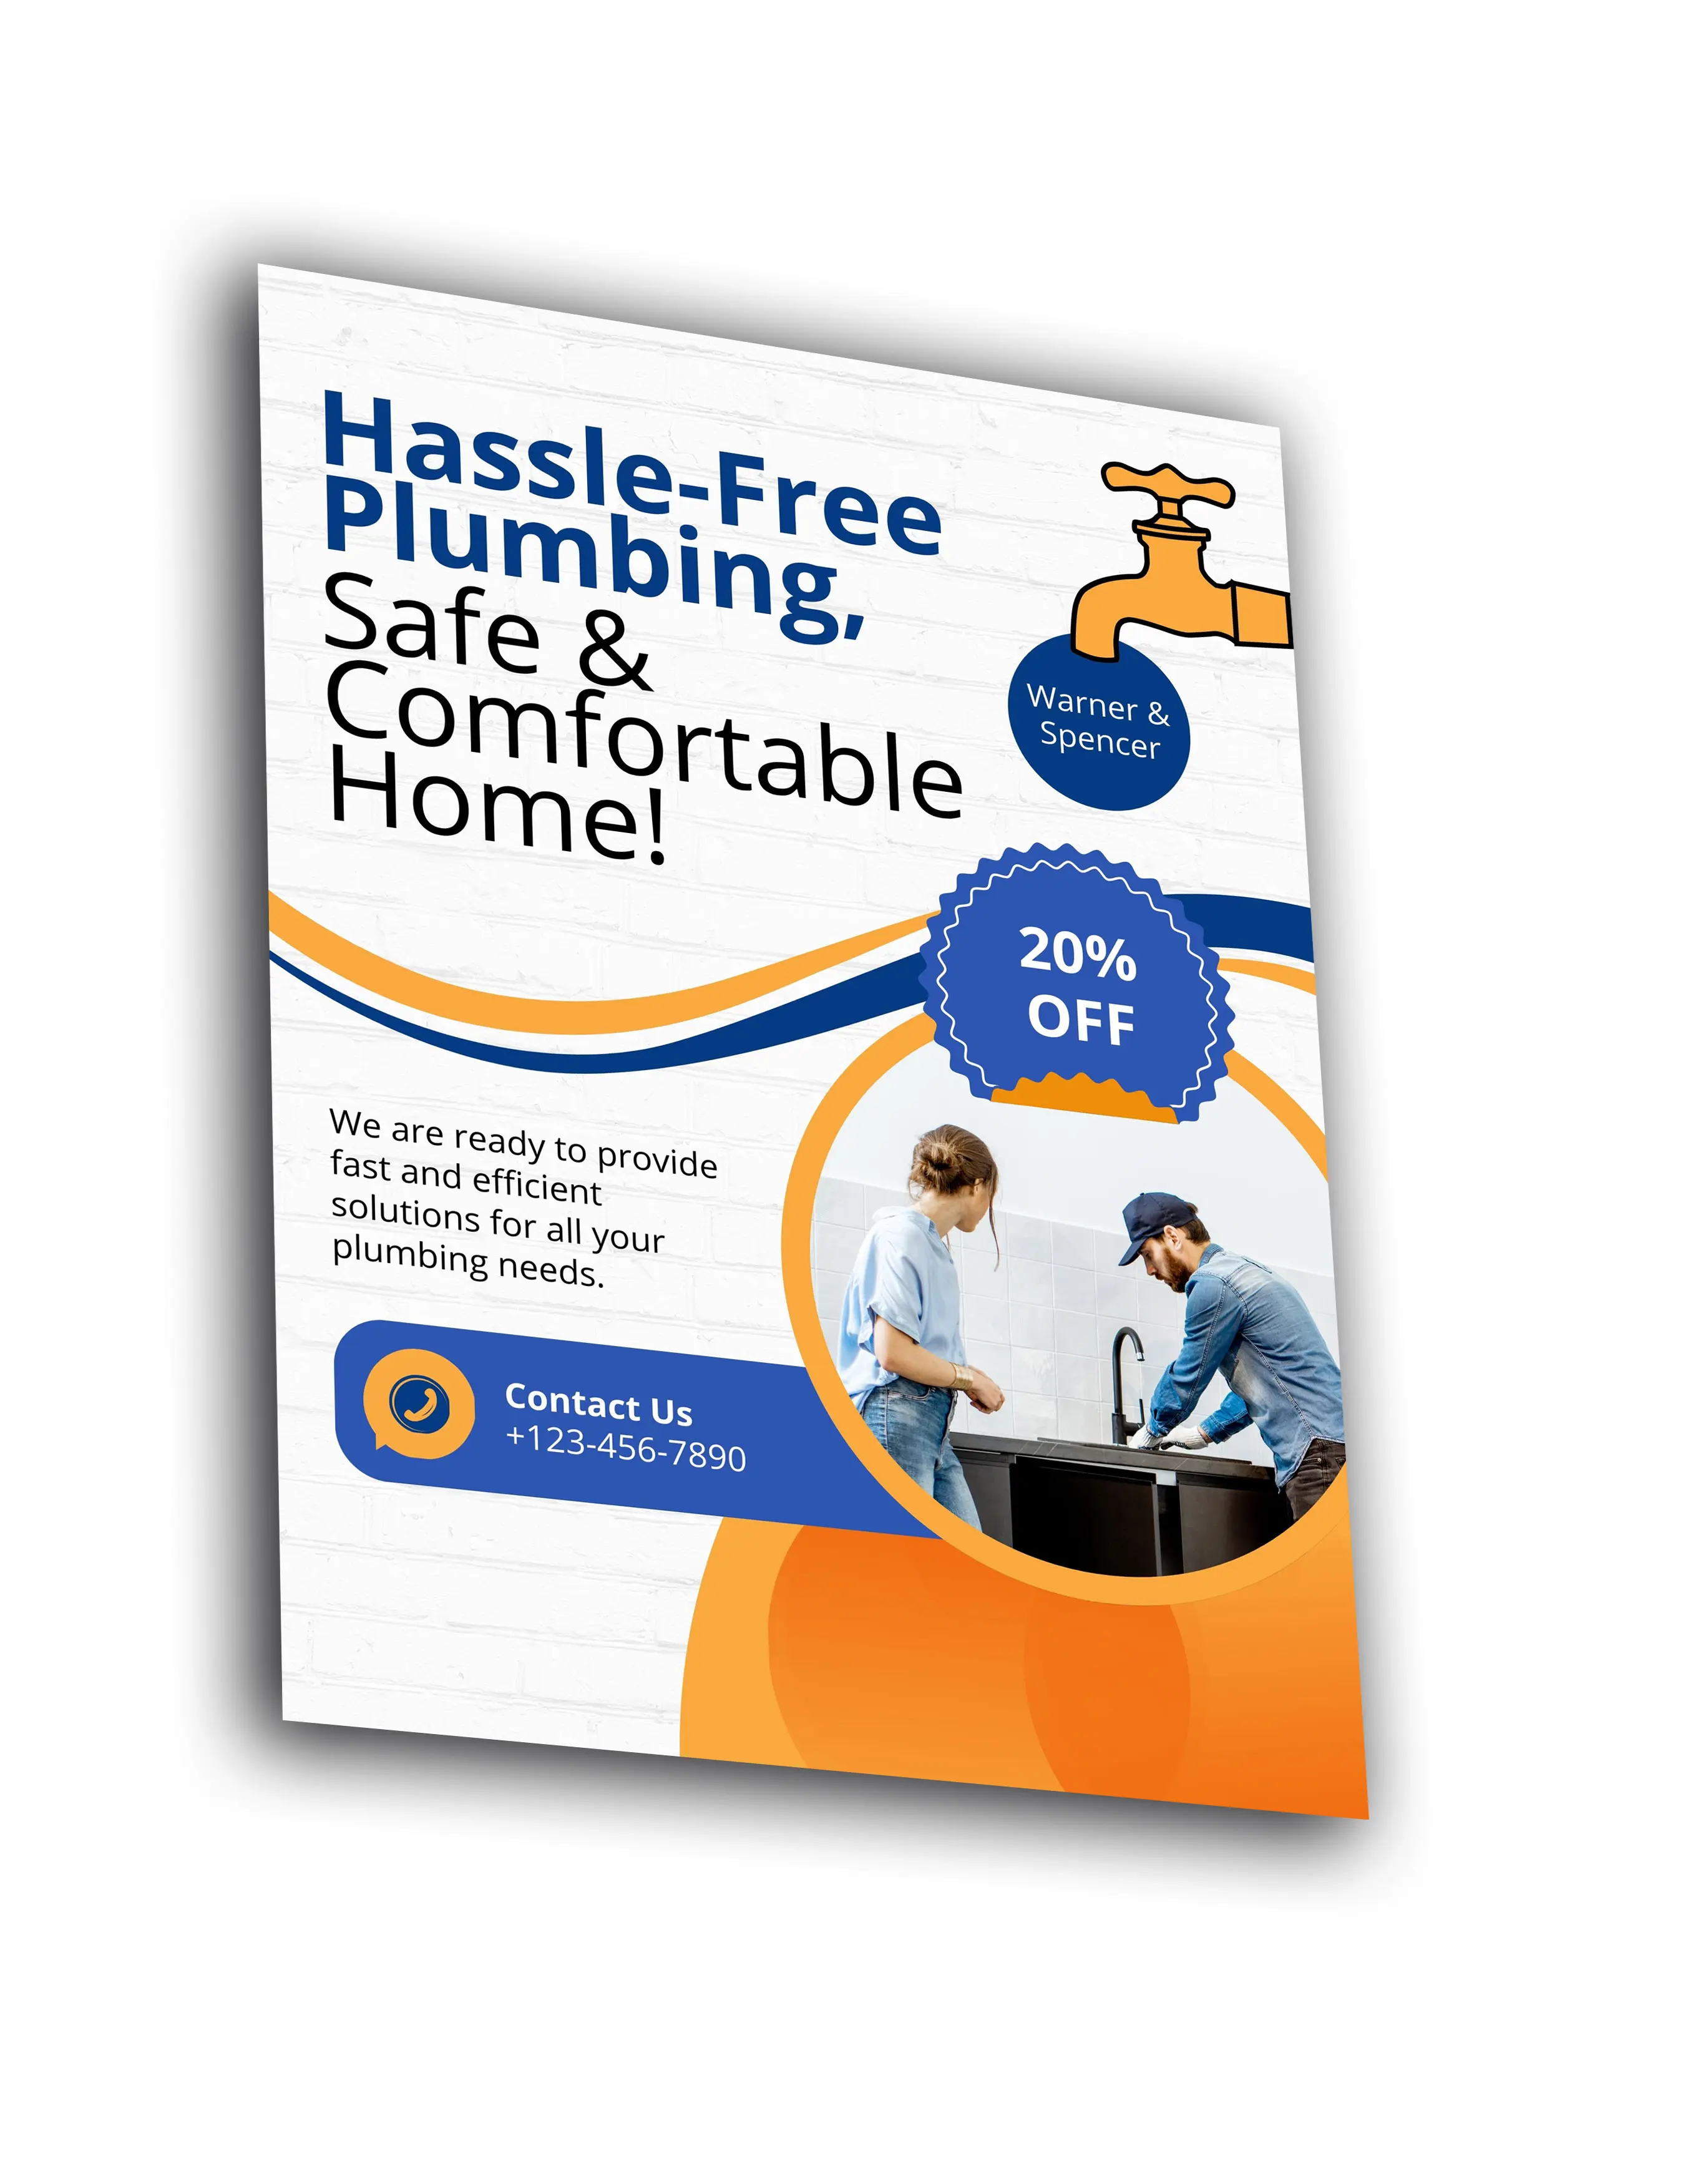 Hassle-Free
Plumbing,
Safe &
Comfortable
Home!
Warner &
Spencer
20%
OFF
We are ready to provide
fast and efficient
solutions for all your
plumbing needs.
Contact Us
+123-456-7890